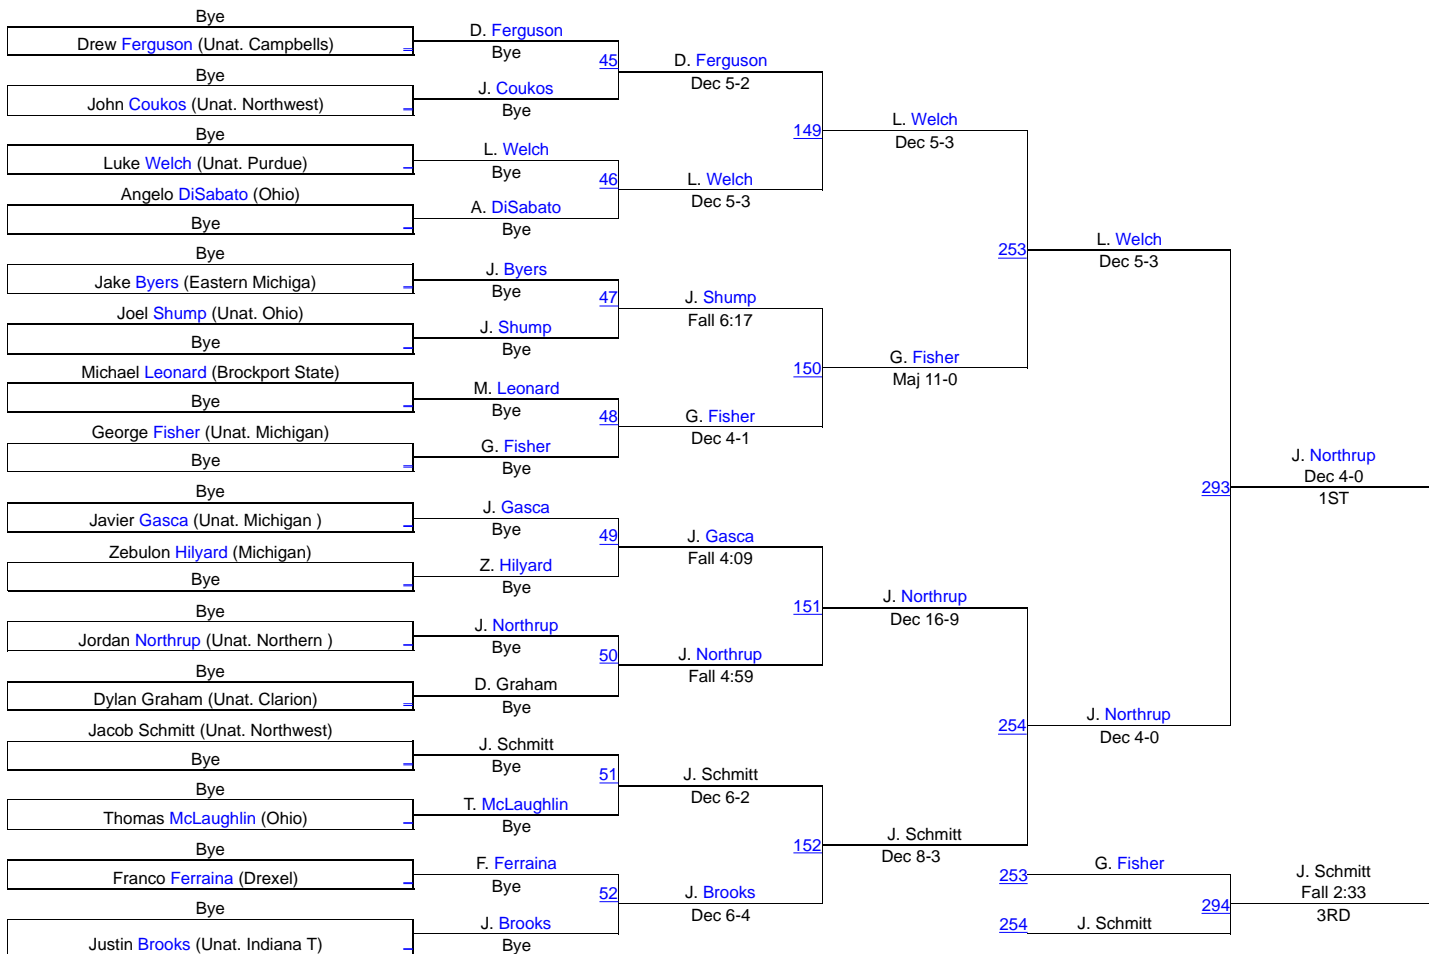 Bye
Drew Ferguson (Unat. Campbells)
Bye
John Coukos (Unat. Northwest)
Bye
Luke Welch (Unat. Purdue)
Angelo DiSabato (Ohio)
Bye
Bye
Jake Byers (Eastern Michiga)
Joel Shump (Unat. Ohio)
Bye
Michael Leonard (Brockport State)
Bye
George Fisher (Unat. Michigan)
Bye
Bye
Javier Gasca (Unat. Michigan )
Zebulon Hilyard (Michigan)
Bye
Bye
Jordan Northrup (Unat. Northern )
Bye
Dylan Graham (Unat. Clarion)
Jacob Schmitt (Unat. Northwest)
Bye
Bye
Thomas McLaughlin (Ohio)
Bye
Franco Ferraina (Drexel)
Bye
Justin Brooks (Unat. Indiana T)
D. Ferguson
Bye
45
J. Coukos
Bye
L. Welch
Bye
46
A. DiSabato
Bye
J. Byers
Bye
47
J. Shump
Bye
M. Leonard
Bye
48
G. Fisher
Bye
J. Gasca
Bye
49
Z. Hilyard
Bye
J. Northrup
Bye
50
D. Graham
Bye
J. Schmitt
Bye
51
T. McLaughlin
Bye
F. Ferraina
Bye
52
J. Brooks
Bye
D. Ferguson
Dec 5-2
149
L. Welch
Dec 5-3
J. Shump
Fall 6:17
150
G. Fisher
Dec 4-1
J. Gasca
Fall 4:09
151
J. Northrup
Fall 4:59
J. Schmitt
Dec 6-2
152
J. Brooks
Dec 6-4
L. Welch
Dec 5-3
253
G. Fisher
Maj 11-0
J. Northrup
Dec 16-9
254
J. Schmitt
Dec 8-3
L. Welch
Dec 5-3
293
J. Northrup
Dec 4-0
J. Northrup
Dec 4-0
1ST
253
G. Fisher
294
254
J. Schmitt
J. Schmitt
Fall 2:33
3RD